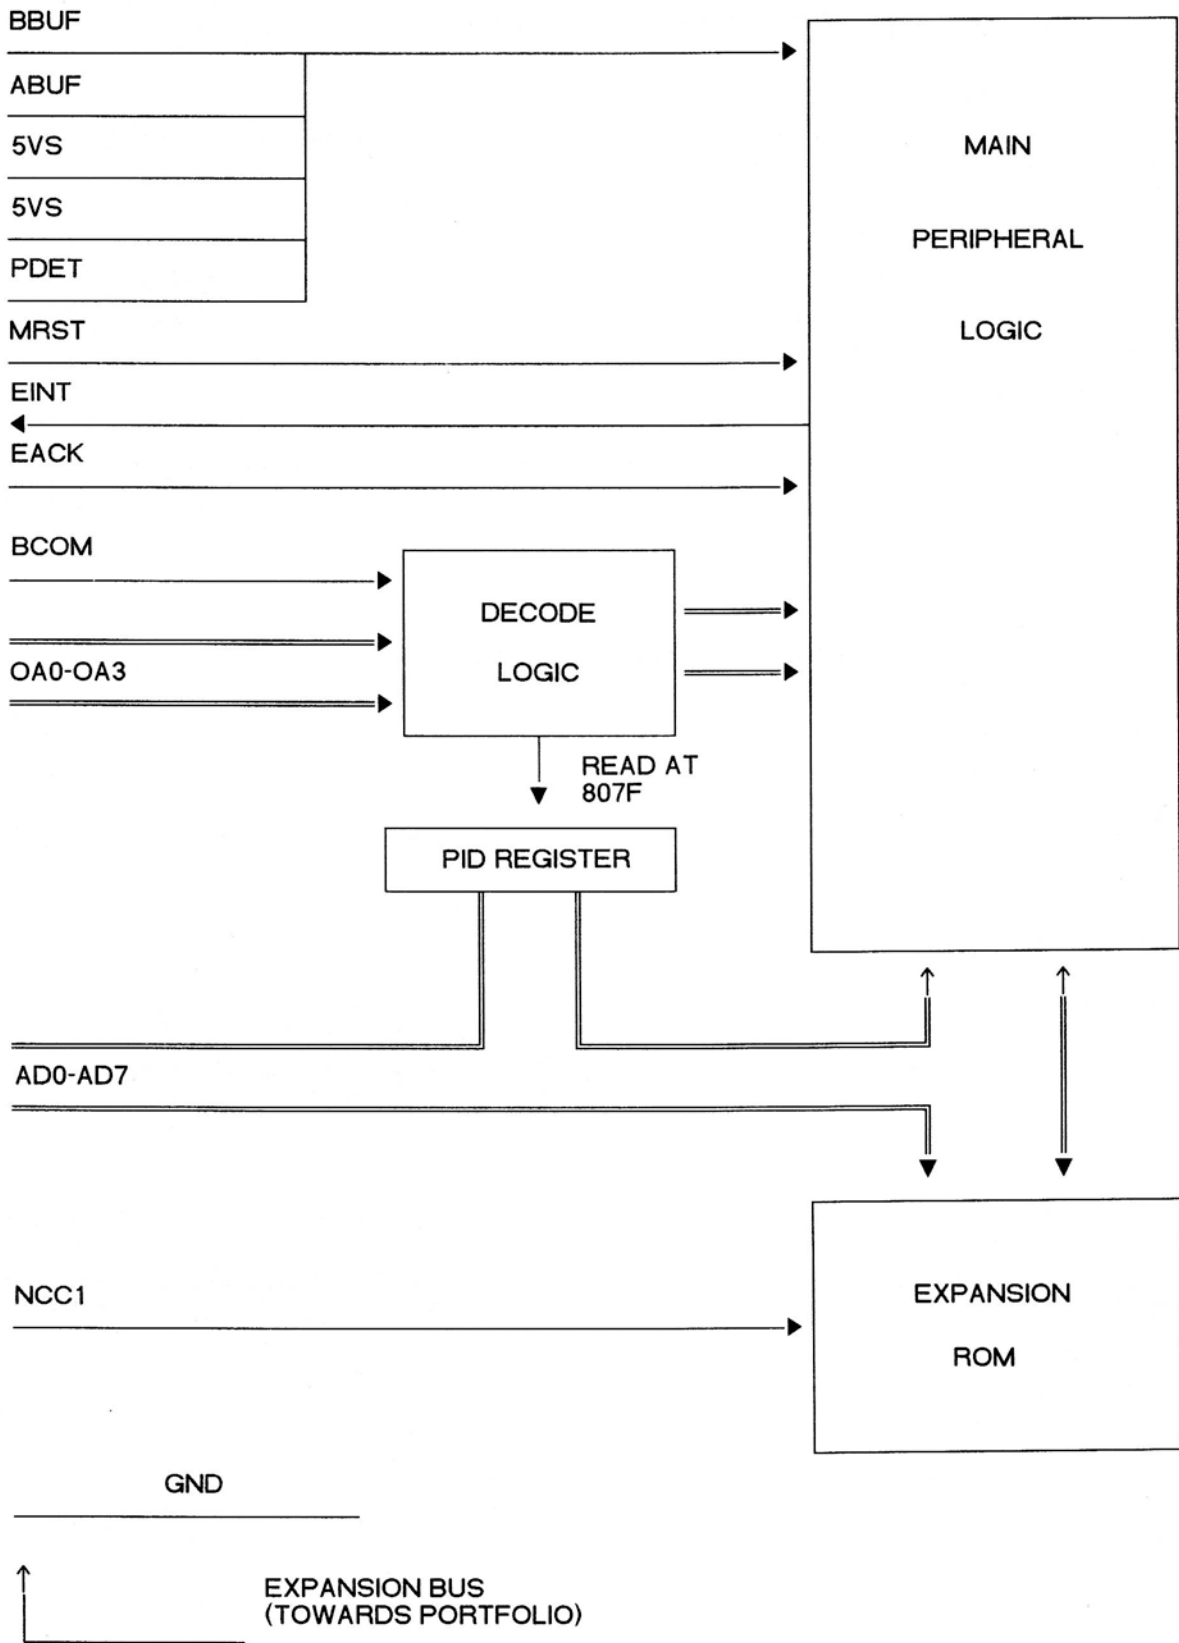 BBUF
ABUF
5VS
5VS
PDET
MRST
EINT
EACK
BCOM
OA0-OA3
MAIN
PERIPHERAL
LOGIC
DECODE
LOGIC
READ AT
807F
PID REGISTER
AD0-AD7
NCC1
EXPANSION
ROM
GND
EXPANSION BUS
(TOWARDS PORTFOLIO)